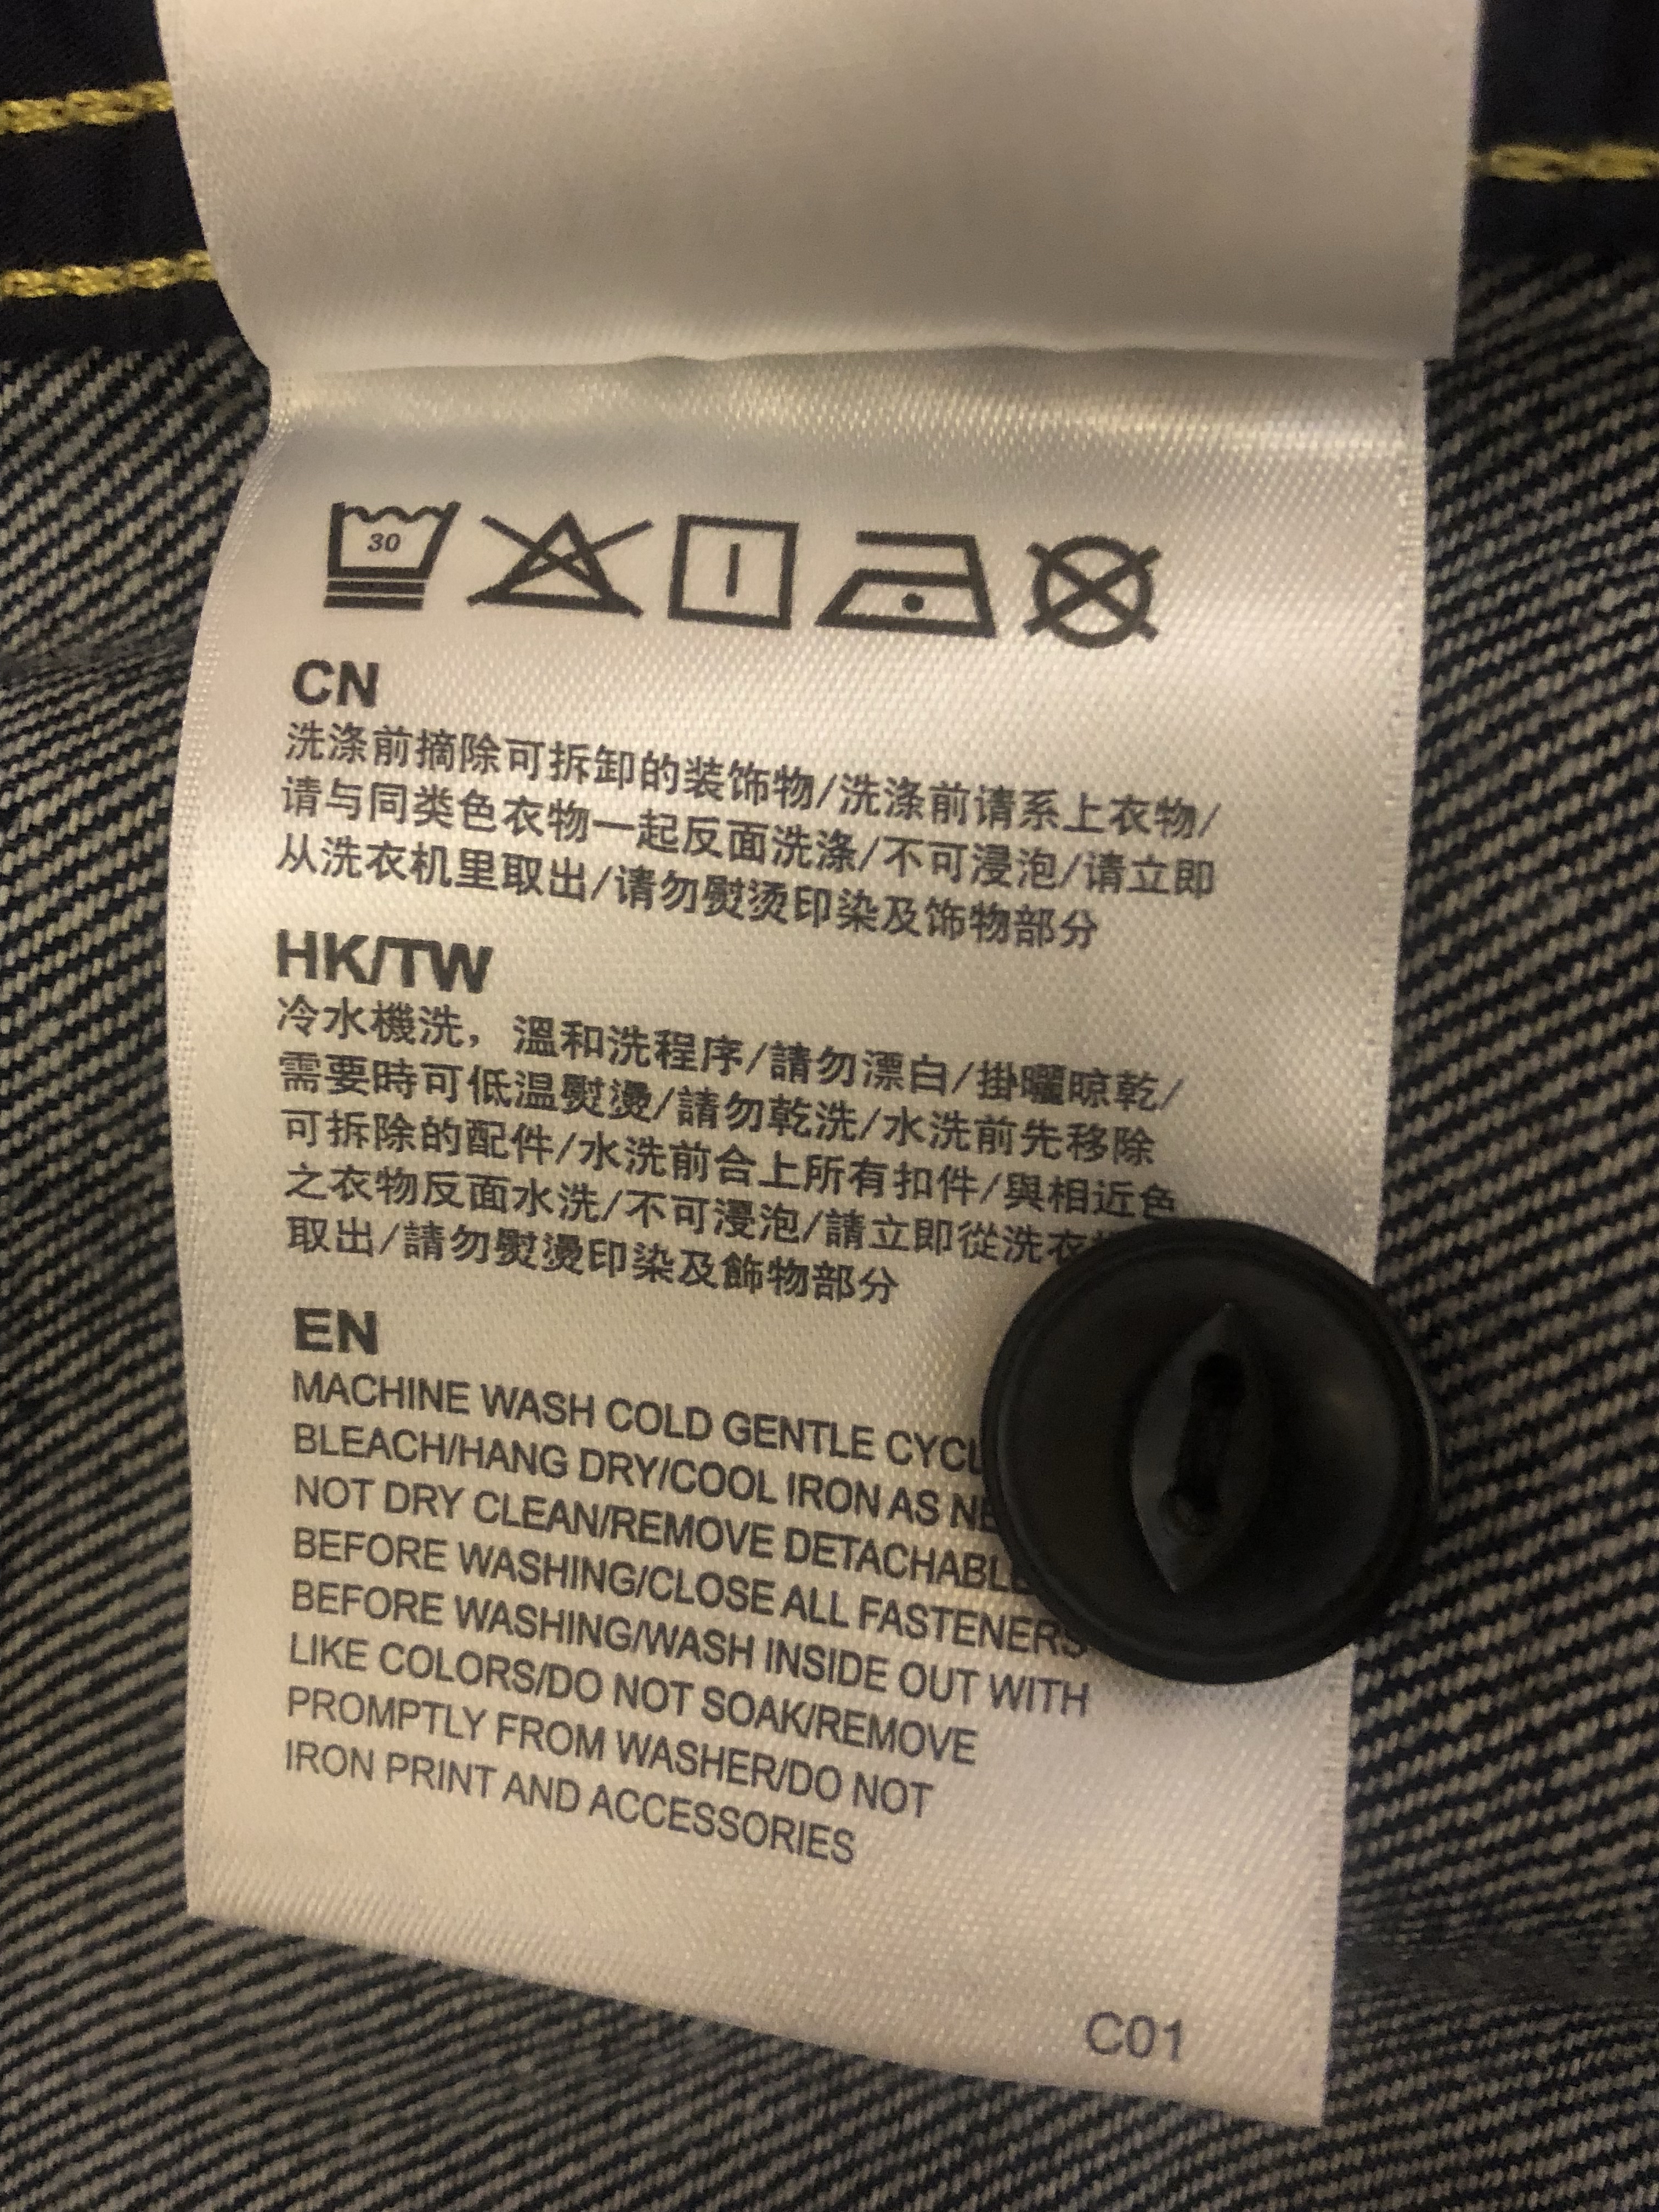 30
CN
洗涤前摘除可拆卸的装饰物/洗涤前请系上衣物/
请与同类色衣物一起反面洗涤/不可浸泡/请立即
从洗衣机里取出/请勿熨烫印染及饰物部分
HK/TW
冷水機洗，溫和洗程序/請勿漂白/掛曬晾乾/
需要時可低温熨燙/請勿乾洗/水洗前先移除
可拆除的配件/水洗前合上所有扣件/與相近色
之衣物反面水洗/不可浸泡/請立即從洗衣
取出/請勿熨燙印染及飾物部分
EN
MACHINE WASH COLD GENTLE
BLEACH/HANG DRY/COOL IRON AS
NOT DRY CLEAN/REMOVE
BEFORE WASHING/CLOSE ALL FASTENERS
BEFORE WASHING/WASH INSIDE OUT WITH
LIKE COLORS/DO NOT SOAK/REMOVE
PROMPTLY FROM WASHER/DO NOT
IRON PRINT AND ACCESSORIES
C01